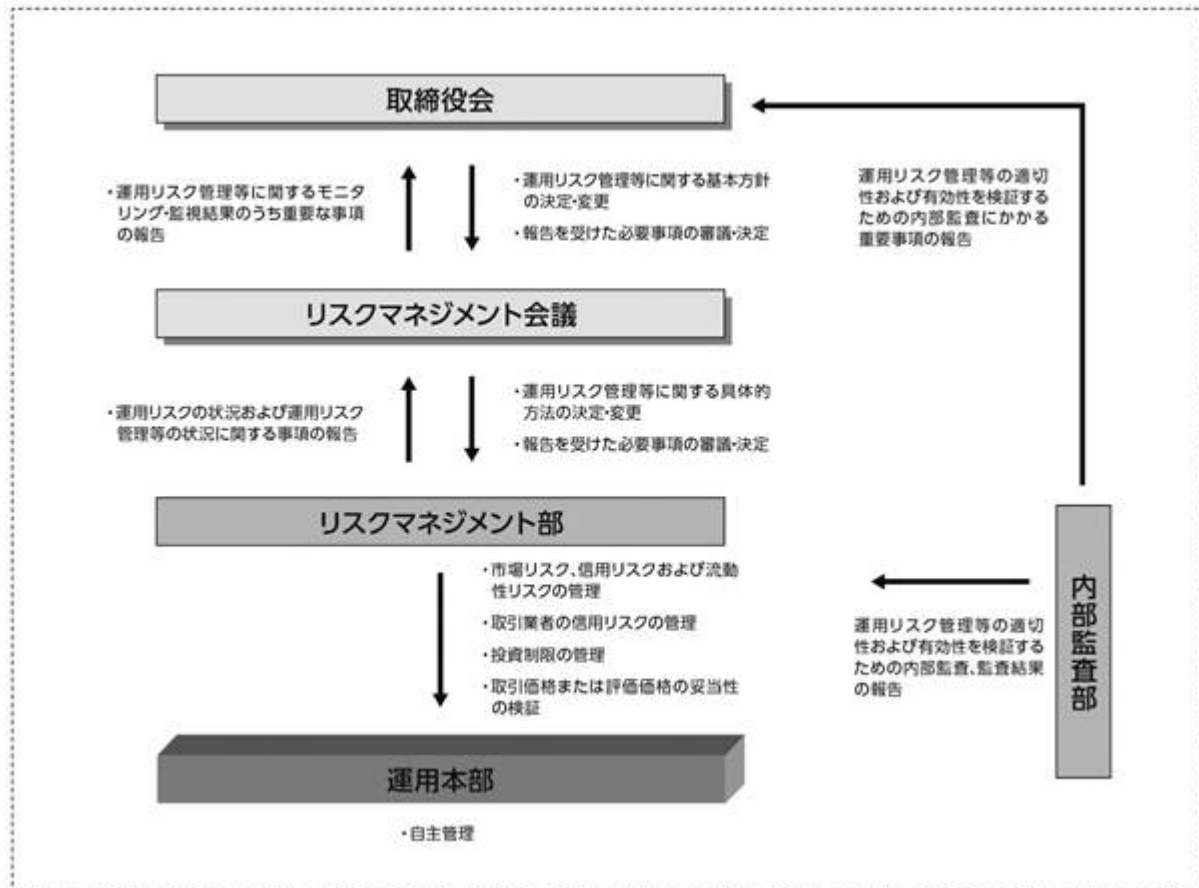 取締役会
・運用リスク管理等に関するモニタ
リング・監視結果のうち重要な事項
の報告
・運用リスク管理等に関する基本方針
の決定・変更
・報告を受けた必要事項の審議・決定
運用リスク管理等の適切
性および有効性を検証する
ための内部監査にかかる
重要事項の報告
リスクマネジメント会議
・運用リスクの状況および運用リスク
管理等の状況に関する事項の報告
・運用リスク管理等に関する具体的
方法の決定・変更
・報告を受けた必要事項の審議・決定
リスクマネジメント部
・市場リスク、信用リスクおよび流動
性リスクの管理
・取引業者の信用リスクの管理
・投資制限の管理
・取引価格または評価価格の妥当性
の検証
運用リスク管理等の適切
性および有効性を検証する
ための内部監査、監査結果
の報告
内部監査部
運用本部
・自主管理